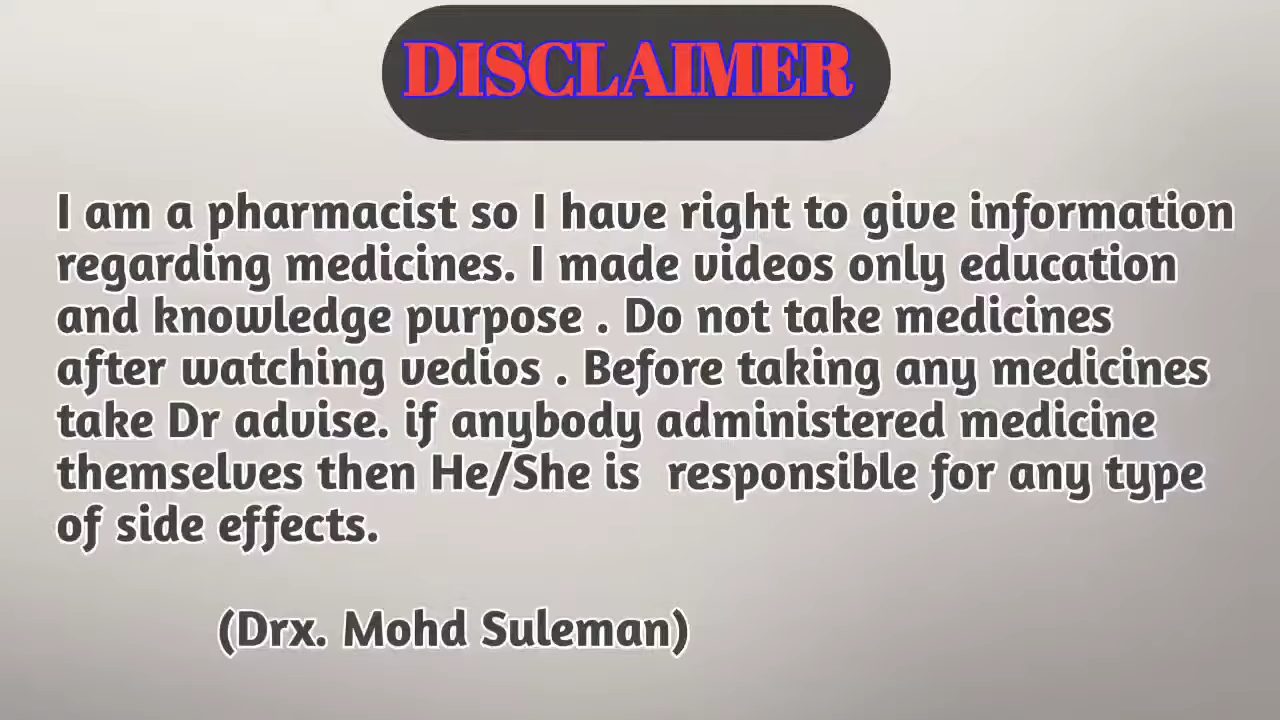 DISCLAIMER
I am a pharmacist so I have right to give information
regarding medicines. I made videos only education
and knowledge purpose . Do not take medicines
after watching vedios . Before taking any medicines
take Dr advise. if anybody administered medicine
themselves then He/She is  responsible for any type
of side effects.
(Drx. Mohd Suleman)